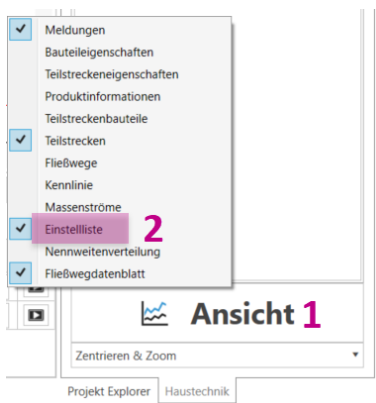 Meldungen
Bauteileigenschaften
Teilstreckeneigenschaften
Produktinformationen
Teilstreckenbauteile
Teilstrecken
Fließwege
Kennlinie
Massenströme
Einstellliste 2
Nennweitenverteilung
Fließwegdatenblatt
Ansicht 1
Zentrieren & Zoom
Projekt Explorer Haustechnik